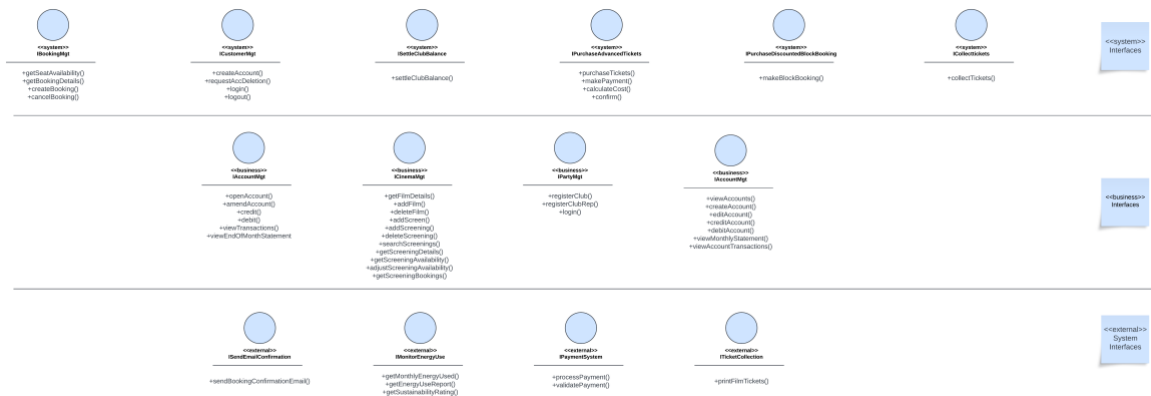 <<system>>
IBookingMgt
+getSeatAvailability()
+getBookingDetails()
+createBooking()
+cancelBooking()
<<system>>
ICustomerMgt
+createAccount()
+requestAccDeletion()
+login()
+logout()
<<system>>
ISettleClubBalance
+settleClubBalance()
<<system>>
IPurchaseAdvancedTickets
+purchaseTickets()
+makePayment()
+calculateCost()
+confirm()
<<system>>
IPurchaseDiscountedBlockBooking
+makeBlockBooking()
<<system>>
ICollecttickets
+collectTickets()
<<system>>
Interfaces
<<business>>
IAccountMgt
+openAccount()
+amendAccount()
+credit()
+debit()
+viewTransactions()
+viewEndOfMonthStatement
<<business>>
ICinemaMgt
+getFilmDetails()
+addFilm()
+deleteFilm()
+addScreen()
+addScreening()
+deleteScreening()
+searchScreenings()
+getScreeningDetails()
+getScreeningAvailability()
+adjustScreeningAvailability()
+getScreeningBookings()
<<business>>
IPartyMgt
+registerClub()
+registerClubRep()
+login()
<<business>>
IAccountMgt
+viewAccounts()
+createAccount()
+editAccount()
+creditAccount()
+debitAccount()
+viewMonthlyStatement()
+viewAccountTransactions()
<<business>>
Interfaces
<<external>>
ISendEmailConfirmation
+sendBookingConfirmationEmail()
<<external>>
IMonitorEnergyUse
+getMonthlyEnergyUsed()
+getEnergyUseReport()
+getSustainabilityRating()
<<external>>
IPaymentSystem
+processPayment()
+validatePayment()
<<external>>
ITicketCollection
+printFilmTickets()
<<external>>
System
Interfaces